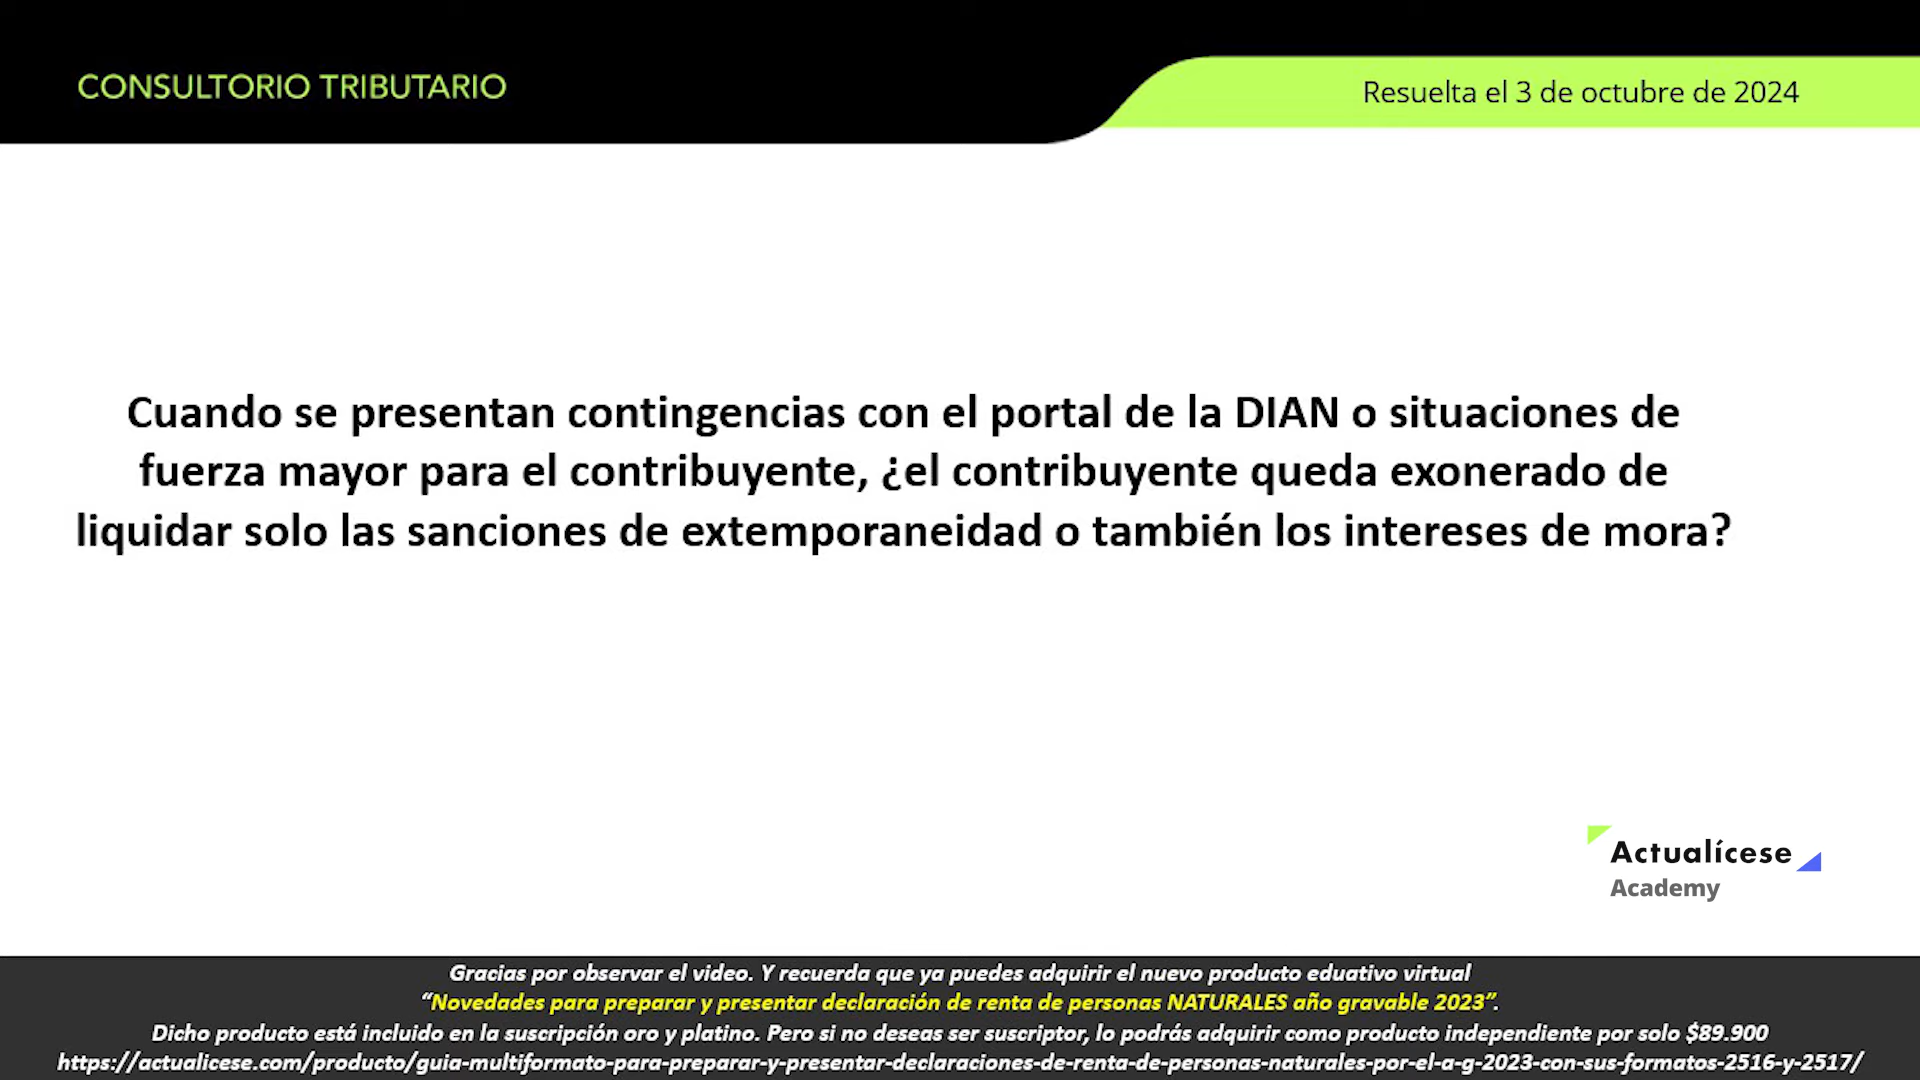 CONSULTORIO TRIBUTARIO
Resuelta el 3 de octubre de 2024
Cuando se presentan contingencias con el portal de la DIAN o situaciones de
fuerza mayor para el contribuyente, ¿el contribuyente queda exonerado de
liquidar solo las sanciones de extemporaneidad o también los intereses de mora?
Actualícese
Academy
Gracias por observar el video. Y recuerda que ya puedes adquirir el nuevo producto eduativo virtual
“Novedades para preparar y presentar declaración de renta de personas NATURALES año gravable 2023”.
Dicho producto está incluido en la suscripción oro y platino. Pero si no deseas ser suscriptor, lo podrás adquirir como producto independiente por solo $89.900
https://actualicese.com/producto/guia-multiformato-para-preparar-y-presentar-declaraciones-de-renta-de-personas-naturales-por-el-a-g-2023-con-sus-formatos-2516-y-2517/